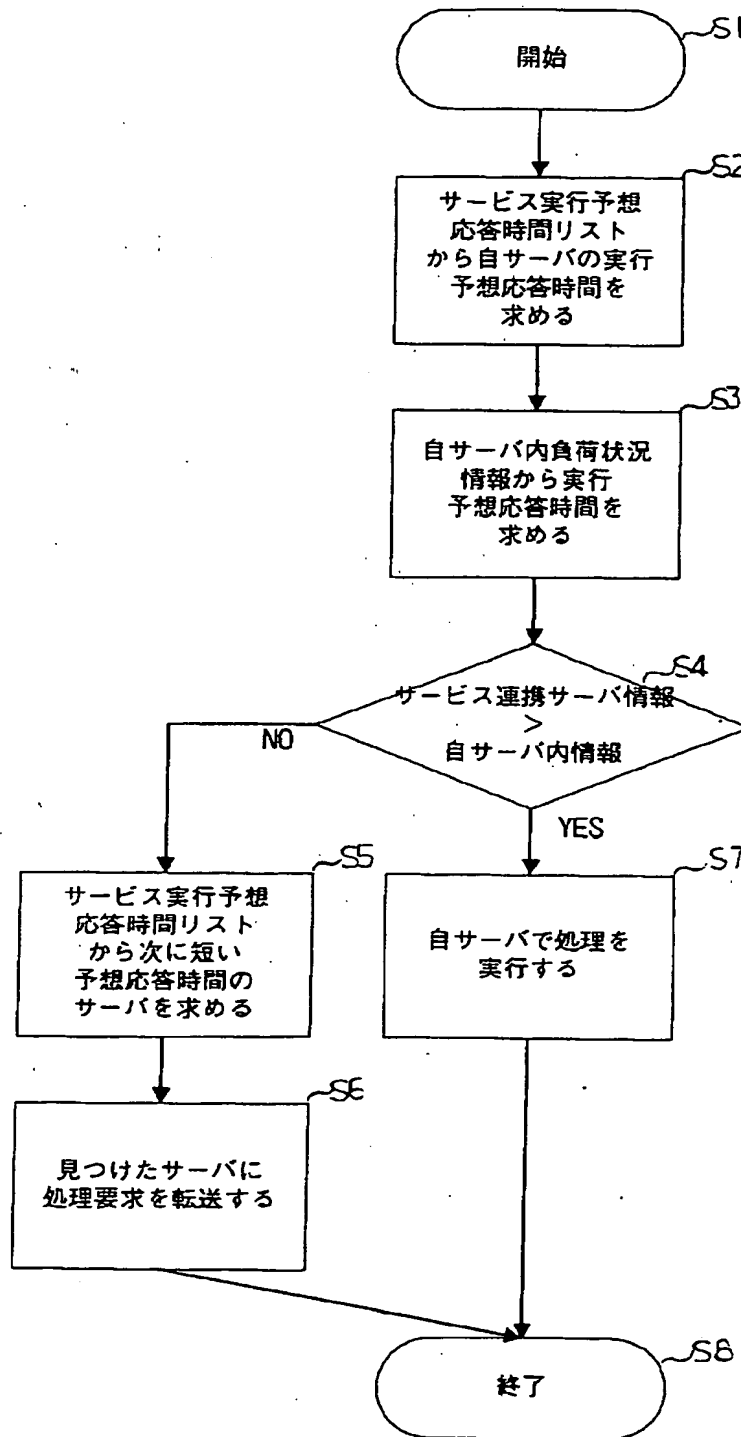 S1
開始
S2
サービス実行予想
応答時間リスト
から自サーバの実行
予想応答時間を
求める
S3
自サーバ内負荷状況
情報から実行
予想応答時間を
求める
S4
サービス連携サーバ情報
>
自サーバ内情報
NO
YES
S5
サービス実行予想
応答時間リスト
から次に短い
予想応答時間の
サーバを求める
S7
自サーバで処理を
実行する
S6
見つけたサーバに
処理要求を転送する
S8
終了